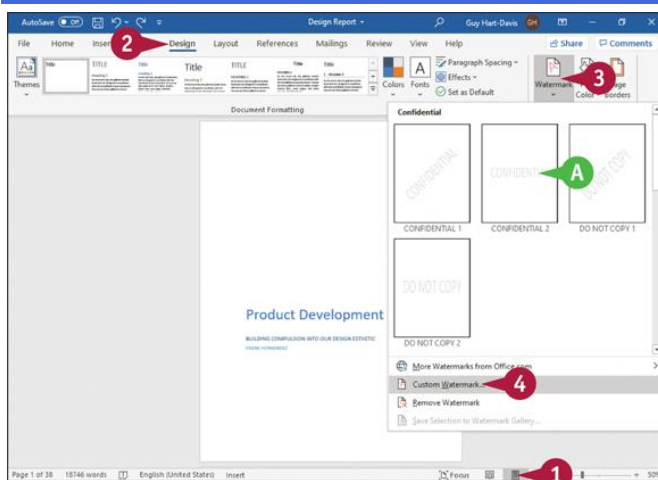 AutoSave Off Design Report Guy Hart-Davis GH
File Home Inser Design Layout References Mailings Review View Help Share Comments
2
Aa Title TITLE Title Title TITLE Title Title
Themes Colors Fonts
Paragraph Spacing
Effects
Set as Default
Watermark Color Borders
3
Document Formatting
Confidential
CONFIDENTIAL CONFIDENT DO NOT COPY
A
CONFIDENTIAL 1 CONFIDENTIAL 2 DO NOT COPY 1
DO NOT COPY
DO NOT COPY 2
Product Development
BUILDING COMPULSION INTO OUR DESIGN ESTHETIC
More Watermarks from Office.com
Custom Watermark...
4
Remove Watermark
Save Selection to Watermark Gallery...
Page 1 of 38 18746 words English (United States) Insert Focus 50%
1